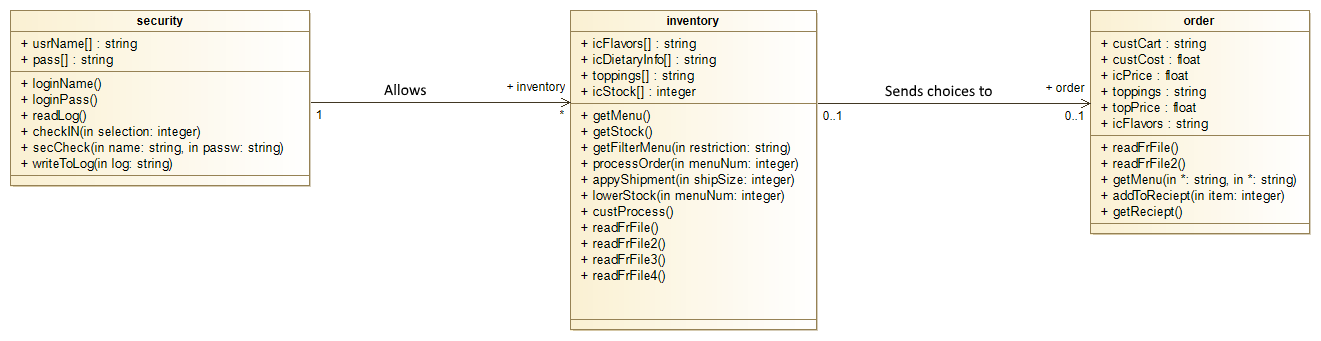 security
+ usrName[] : string
+ pass[] : string
+ loginName()
+ loginPass()
+ readLog()
+ checkIN(in selection: integer)
+ secCheck(in name: string, in passw: string)
+ writeToLog(in log: string)
Allows
+ inventory
1
*
inventory
+ icFlavors[] : string
+ icDietaryInfo[] : string
+ toppings[] : string
+ icStock[] : integer
+ getMenu()
+ getStock()
+ getFilterMenu(in restriction: string)
+ processOrder(in menuNum: integer)
+ appyShipment(in shipSize: integer)
+ lowerStock(in menuNum: integer)
+ custProcess()
+ readFrFile()
+ readFrFile2()
+ readFrFile3()
+ readFrFile4()
Sends choices to
+ order
0..1
0..1
order
+ custCart : string
+ custCost : float
+ icPrice : float
+ toppings : string
+ topPrice : float
+ icFlavors : string
+ readFrFile()
+ readFrFile2()
+ getMenu(in *: string, in *: string)
+ addToReciept(in item: integer)
+ getReciept()